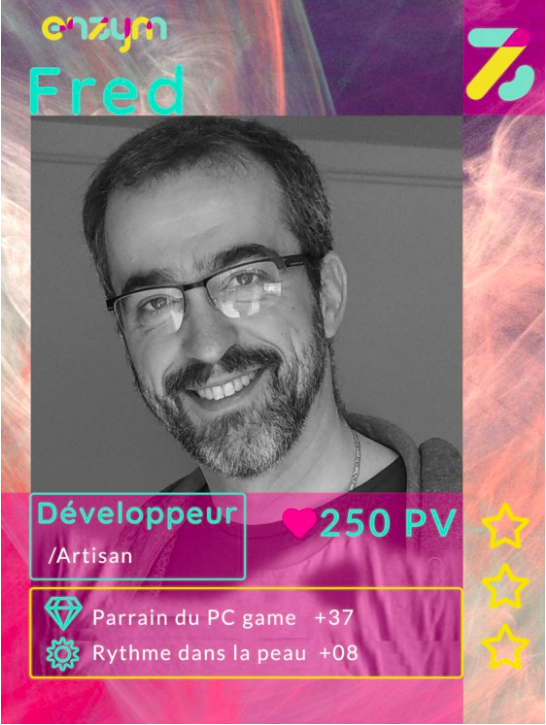 enzym
Fred
Développeur
/Artisan
250 PV
Parrain du PC game +37
Rythme dans la peau +08